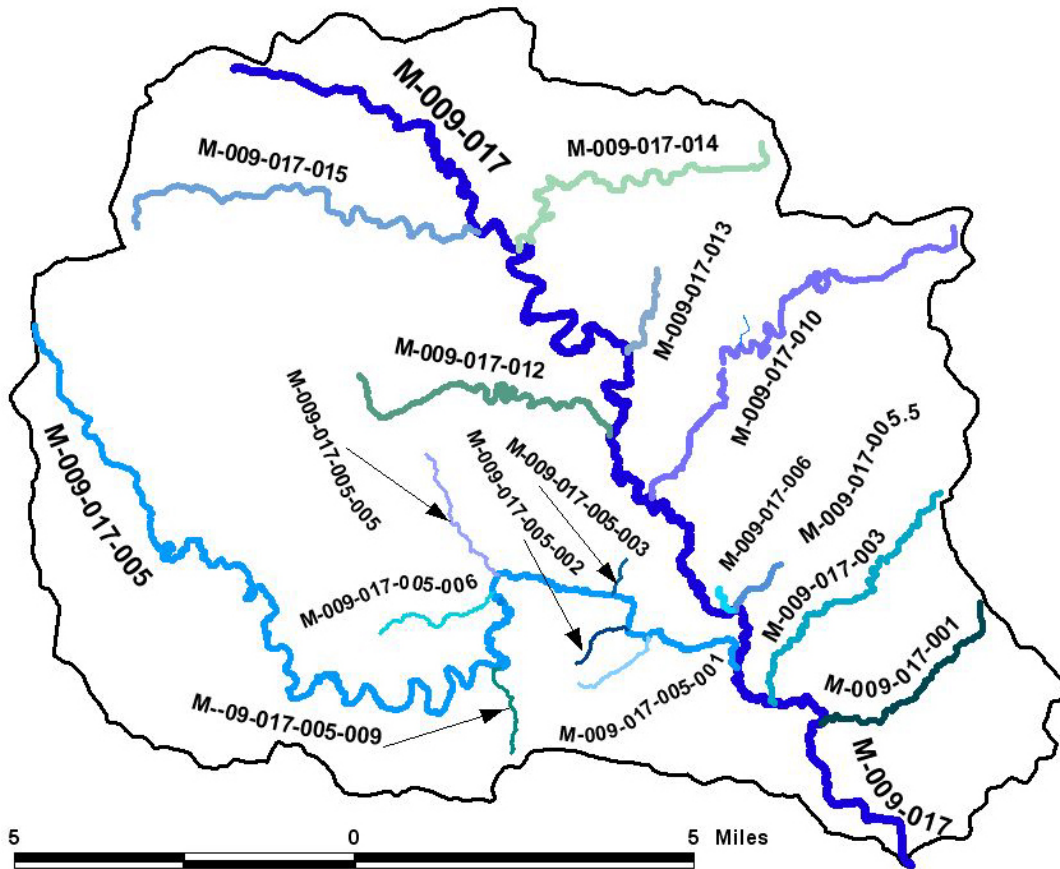 M-009-017
M-009-017-014
M-009-017-015
M-009-017-013
M-009-017-010
M-009-017-012
M-009-017-005-005
M-009-017-005-003
M-009-017-005-002
M-009-017-005.5
M-009-017-006
M-009-017-005
M-009-017-003
M-009-017-005-006
M-009-017-001
M-009-017-005-001
M--09-017-005-009
M-009-017
5 0 5 Miles